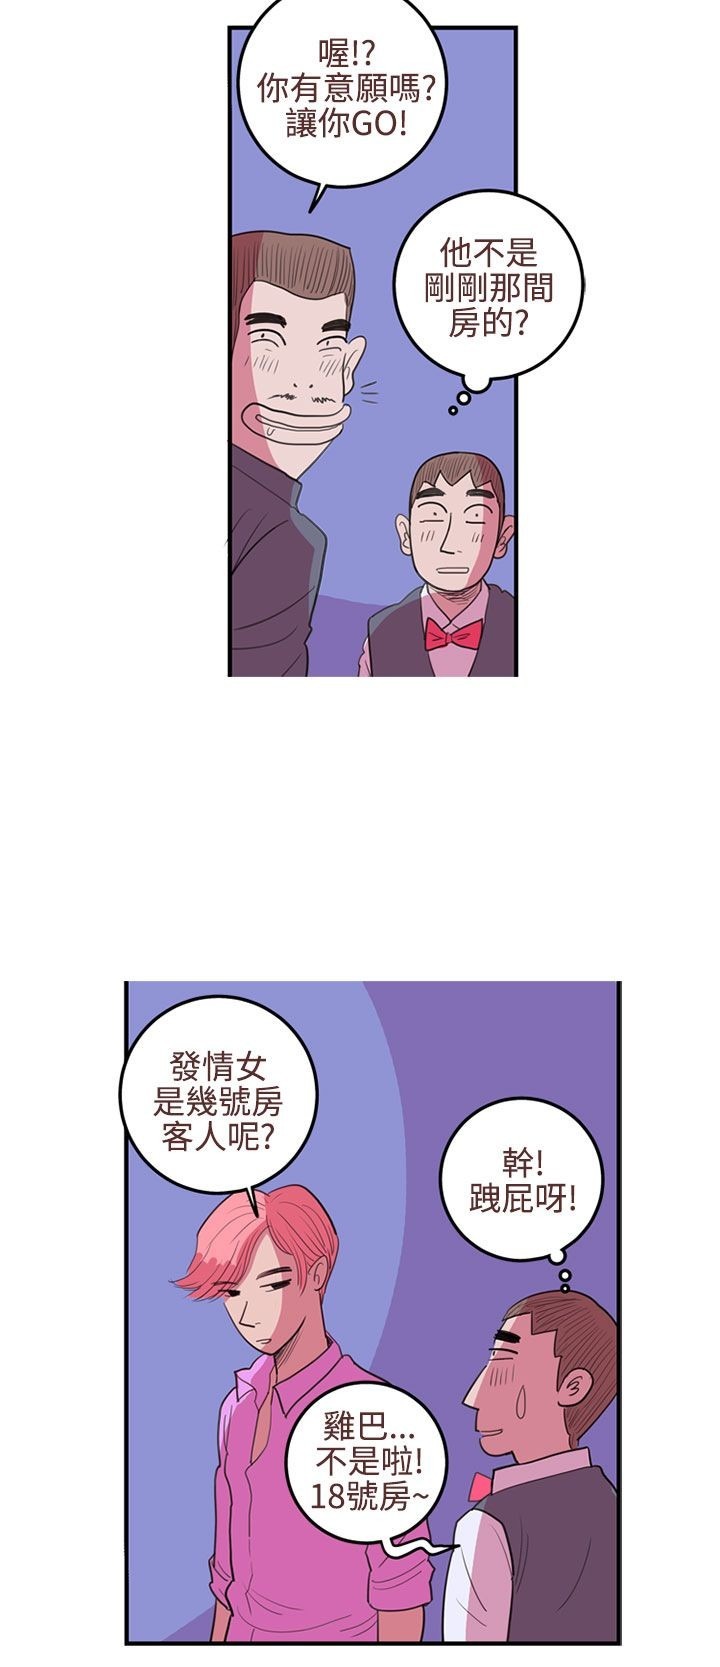 喔!?
你有意願嗎?
讓你GO!
他不是
剛剛那間
房的?
發情女
是幾號房
客人呢?
幹!
跩屁呀!
雞巴...
不是啦!
18號房~